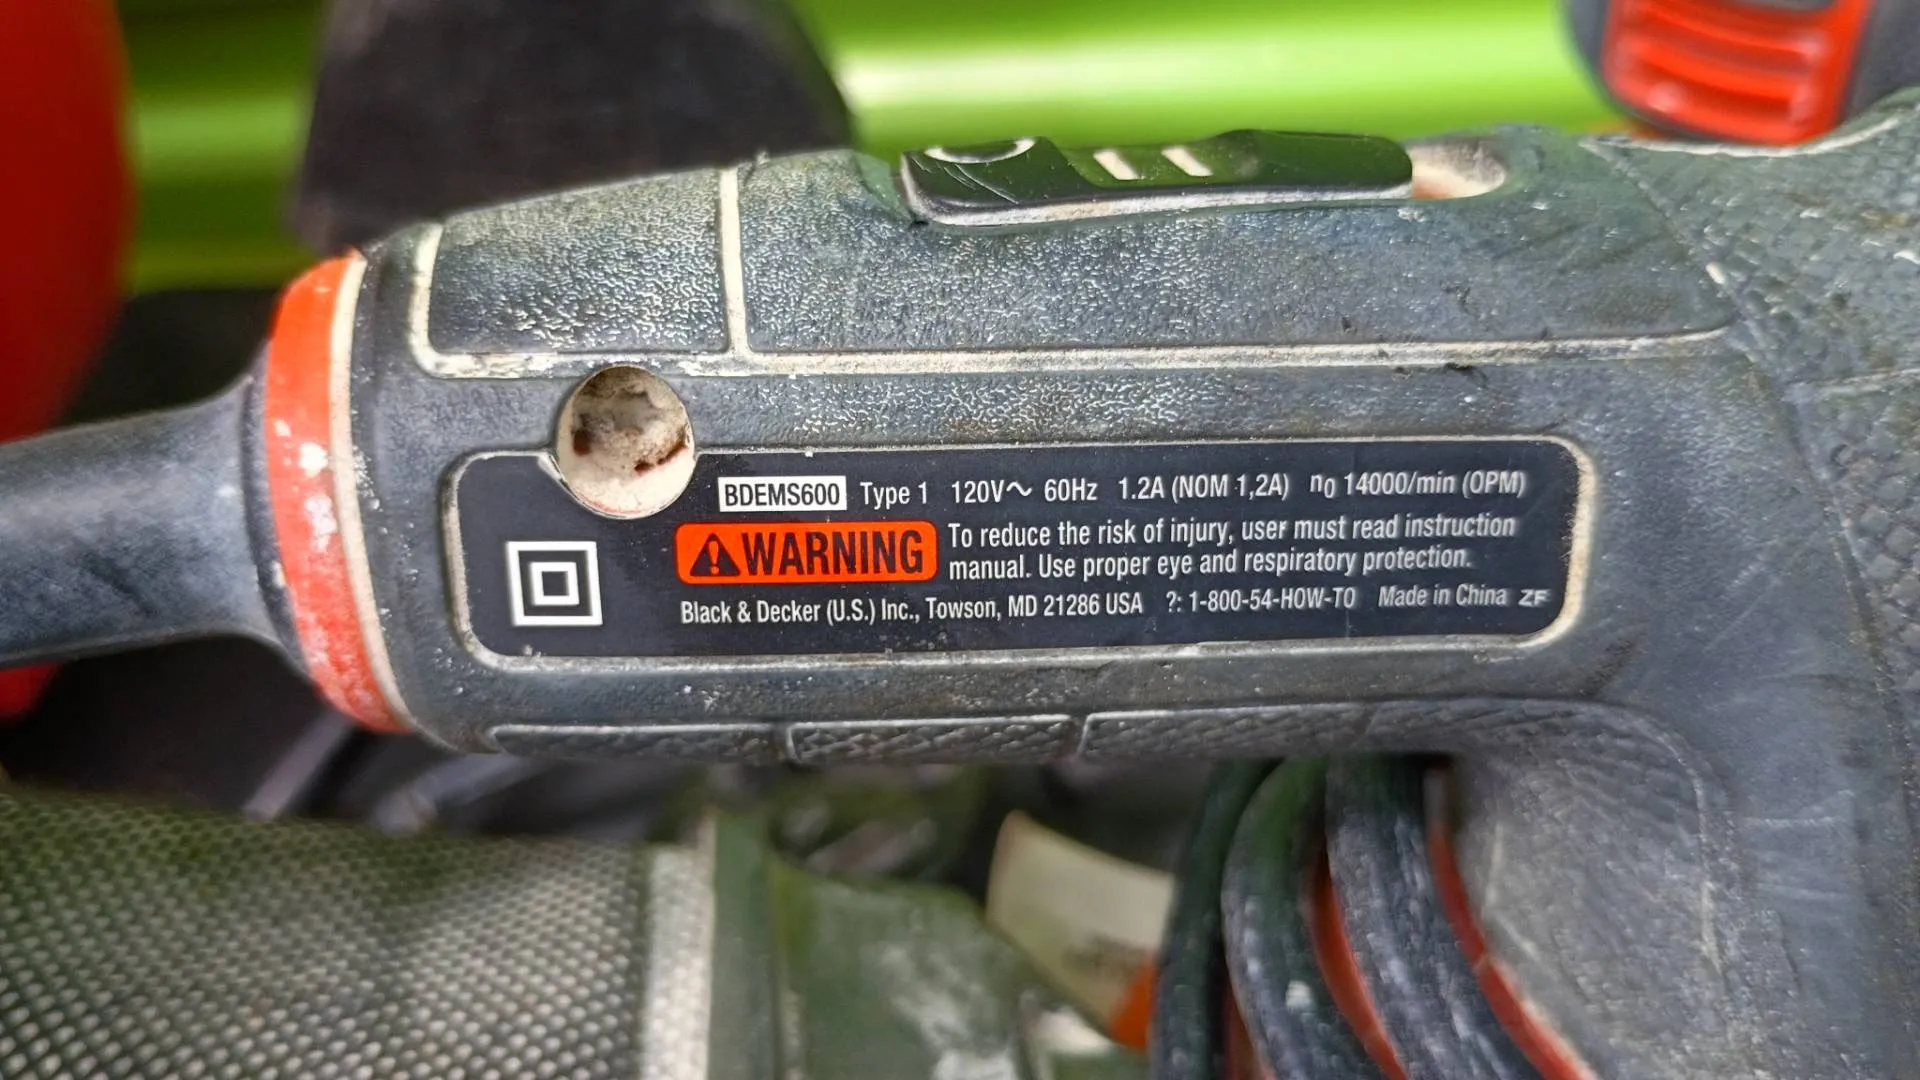 BDEMS600 Type 1 120V~ 60Hz 1.2A (NOM 1,2A) n₀ 14000/min (OPM)
⚠WARNING To reduce the risk of injury, user must read instruction
manual. Use proper eye and respiratory protection.
Black & Decker (U.S.) Inc., Towson, MD 21286 USA ?: 1-800-54-HOW-TO Made in China ZF